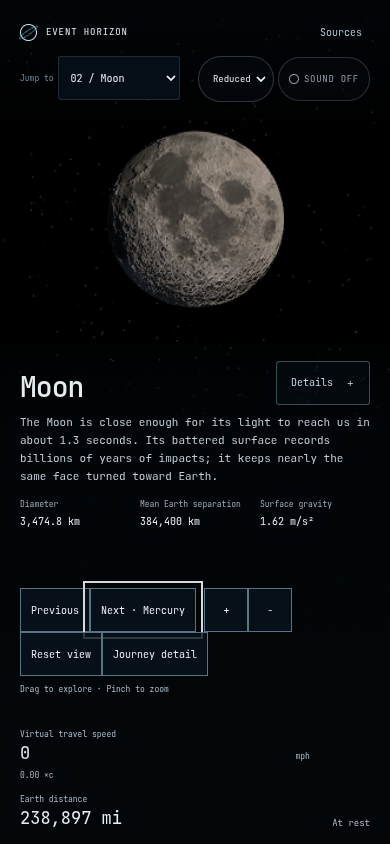 EVENT HORIZON
Sources
Jump to
02 / Moon
Reduced
SOUND OFF
Moon
Details +
The Moon is close enough for its light to reach us in
about 1.3 seconds. Its battered surface records
billions of years of impacts; it keeps nearly the
same face turned toward Earth.
Diameter
3,474.8 km
Mean Earth separation
384,400 km
Surface gravity
1.62 m/s²
Previous
Next · Mercury
+
-
Reset view
Journey detail
Drag to explore · Pinch to zoom
Virtual travel speed
0
mph
0.00 ×c
Earth distance
238,897 mi
At rest